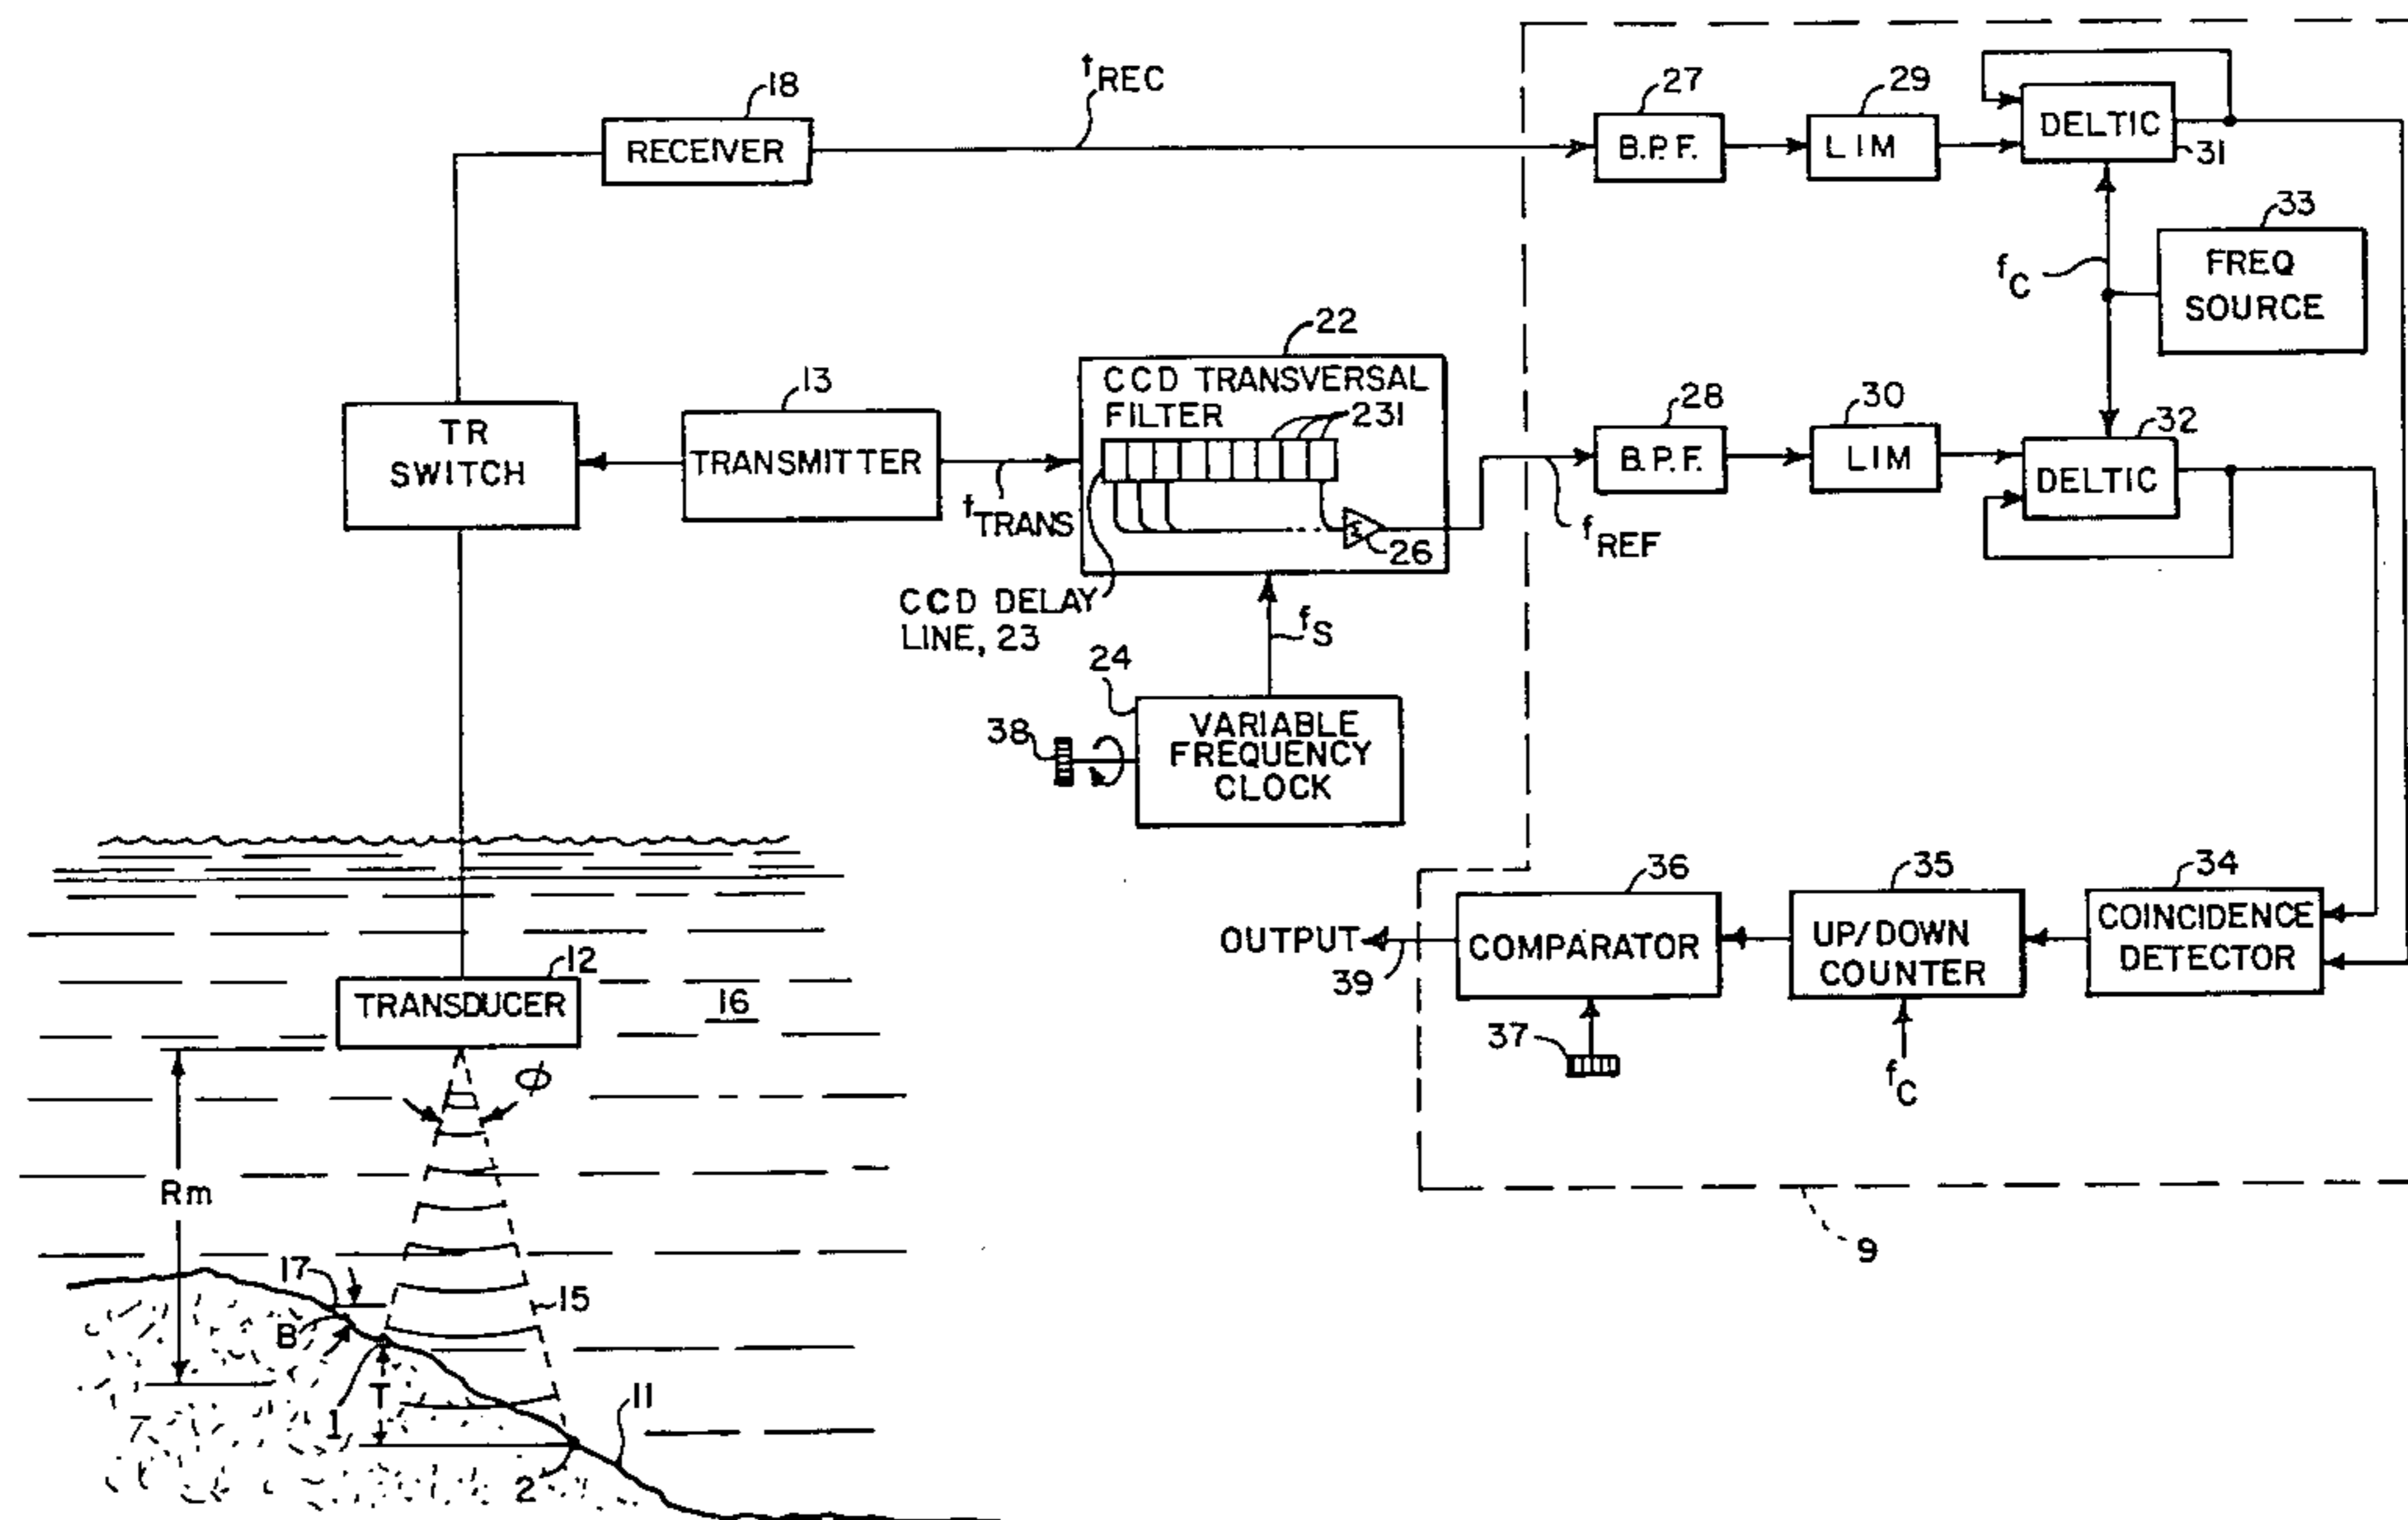 18
RECEIVER
tREC
27
B.P.F.
29
LIM
DELTIC
31
33
FREQ
SOURCE
fC
TR
SWITCH
13
TRANSMITTER
tTRANS
22
CCD TRANSVERSAL
FILTER
231
Σ
26
CCD DELAY
LINE, 23
fS
fREF
28
B.P.F.
30
LIM
32
DELTIC
24
38
VARIABLE
FREQUENCY
CLOCK
OUTPUT
39
36
COMPARATOR
37
35
UP/DOWN
COUNTER
fC
34
COINCIDENCE
DETECTOR
9
12
TRANSDUCER
16
ϕ
Rm
17
B
15
1
T
11
2